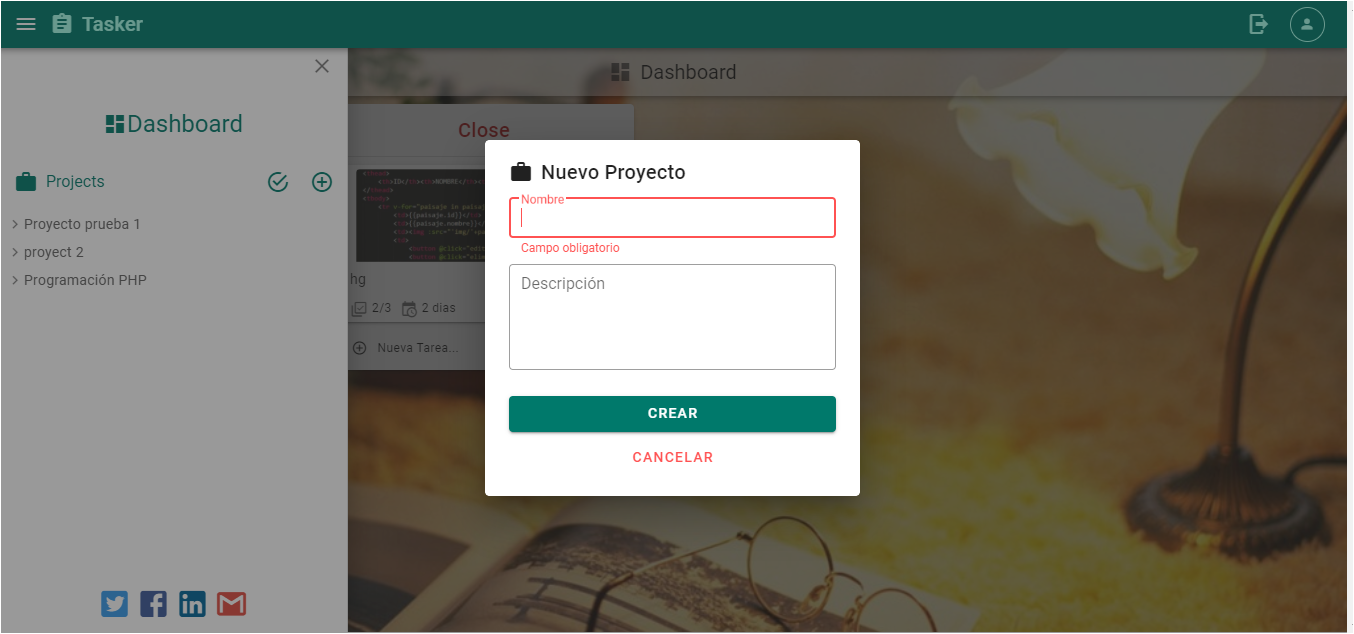 Tasker
Dashboard
Dashboard
Close
Projects
Proyecto prueba 1
proyect 2
Programación PHP
hg
2/3 2 dias
Nueva Tarea...
Nuevo Proyecto
Nombre
Campo obligatorio
Descripción
CREAR
CANCELAR